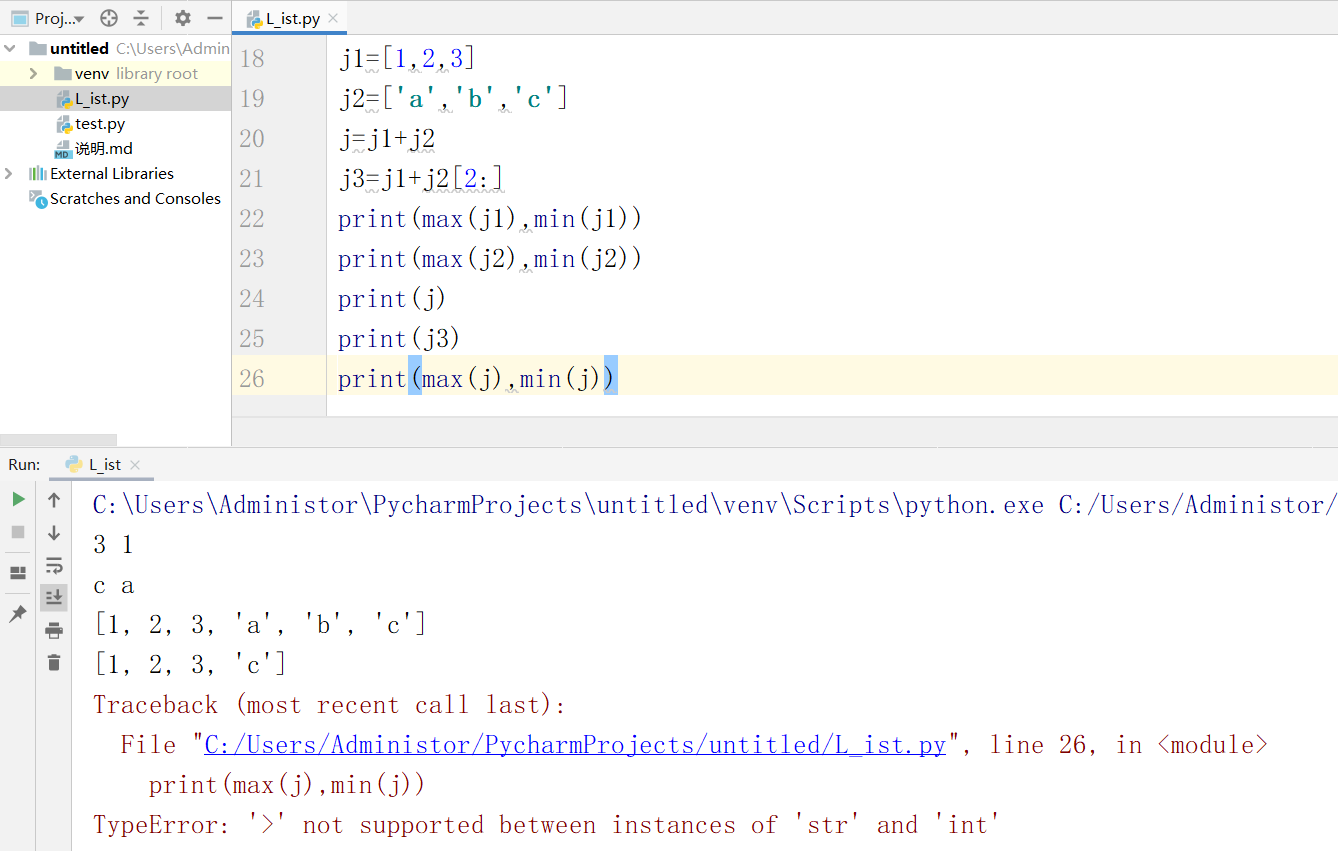 Proj...
L_ist.py
untitled C:\Users\Admin
venv library root
L_ist.py
test.py
说明.md
External Libraries
Scratches and Consoles
18 j1=[1,2,3]
19 j2=['a','b','c']
20 j=j1+j2
21 j3=j1+j2[2:]
22 print(max(j1),min(j1))
23 print(max(j2),min(j2))
24 print(j)
25 print(j3)
26 print(max(j),min(j))
Run: L_ist
C:\Users\Administor\PycharmProjects\untitled\venv\Scripts\python.exe C:/Users/Administor/
3 1
c a
[1, 2, 3, 'a', 'b', 'c']
[1, 2, 3, 'c']
Traceback (most recent call last):
File "C:/Users/Administor/PycharmProjects/untitled/L_ist.py", line 26, in <module>
print(max(j),min(j))
TypeError: '>' not supported between instances of 'str' and 'int'